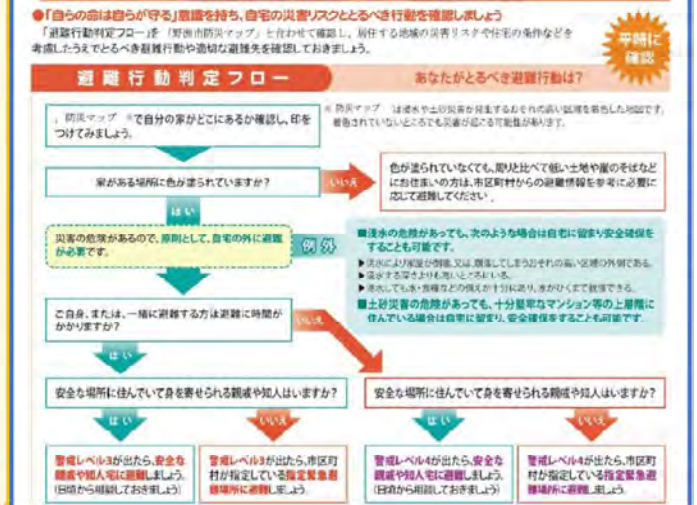 ●「自らの命は自らが守る」意識を持ち、自宅の災害リスクととるべき行動を確認しましょう
「避難行動判定フロー」を「野洲市防災マップ」と合わせて確認し、居住する地域の災害リスクや住宅の条件などを
考慮したうえでとるべき避難行動や適切な避難先を確認しておきましょう。
平時に
確認
避難行動判定フロー
あなたがとるべき避難行動は？
防災マップ ※で自分の家がどこにあるか確認し、印を
つけてみましょう。
※ 防災マップ は浸水や土砂災害が発生するおそれの高い区域を着色した地図です。
着色されていないところでも災害が起こる可能性があります。
家がある場所に色が塗られていますか？
いいえ
色が塗られていなくても、周りと比べて低い土地や崖のそばなど
にお住まいの方は、市区町村からの避難情報を参考に必要に
応じて避難してください。
はい
災害の危険があるので、原則として、自宅の外に避難
が必要です。
例外
■浸水の危険があっても、次のような場合は自宅に留まり安全確保を
することも可能です。
▶洪水により家屋が倒壊又は崩落してしまうおそれの高い区域の外側である。
▶浸水する深さよりも高いところにいる。
▶浸水しても水・食糧などの備えが十分にあり、水がひくまで我慢できる。
■土砂災害の危険があっても、十分堅牢なマンション等の上層階に
住んでいる場合は自宅に留まり、安全確保をすることも可能です。
ご自身、または、一緒に避難する方は避難に時間が
かかりますか？
いいえ
はい
安全な場所に住んでいて身を寄せられる親戚や知人はいますか？
安全な場所に住んでいて身を寄せられる親戚や知人はいますか？
はい
いいえ
はい
いいえ
警戒レベル3が出たら、安全な
親戚や知人宅に避難しましょう。
（日頃から相談しておきましょう）
警戒レベル3が出たら、市区町
村が指定している指定緊急避
難場所に避難しましょう。
警戒レベル4が出たら、安全な
親戚や知人宅に避難しましょう。
（日頃から相談しておきましょう）
警戒レベル4が出たら、市区町
村が指定している指定緊急避
難場所に避難しましょう。